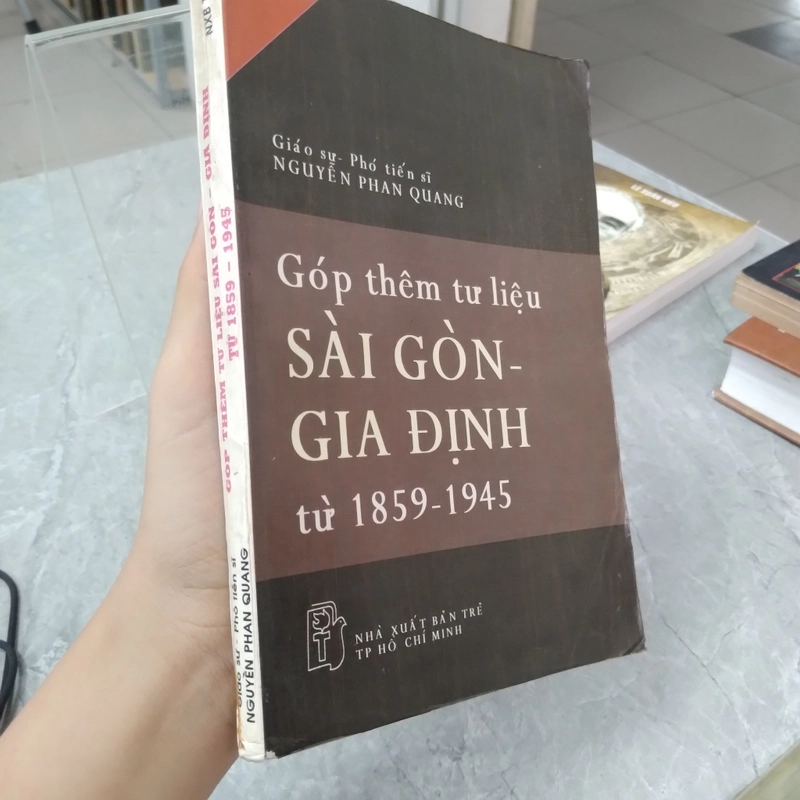 Giáo sư - Phó tiến sĩ
NGUYỄN PHAN QUANG
Góp thêm tư liệu
SÀI GÒN-
GIA ĐỊNH
từ 1859-1945
NHÀ XUẤT BẢN TRẺ
TP HỒ CHÍ MINH
Giáo sư - Phó tiến sĩ
NGUYỄN PHAN QUANG
GÓP THÊM TƯ LIỆU SÀI GÒN - GIA ĐỊNH
TỪ 1859 - 1945
NXB